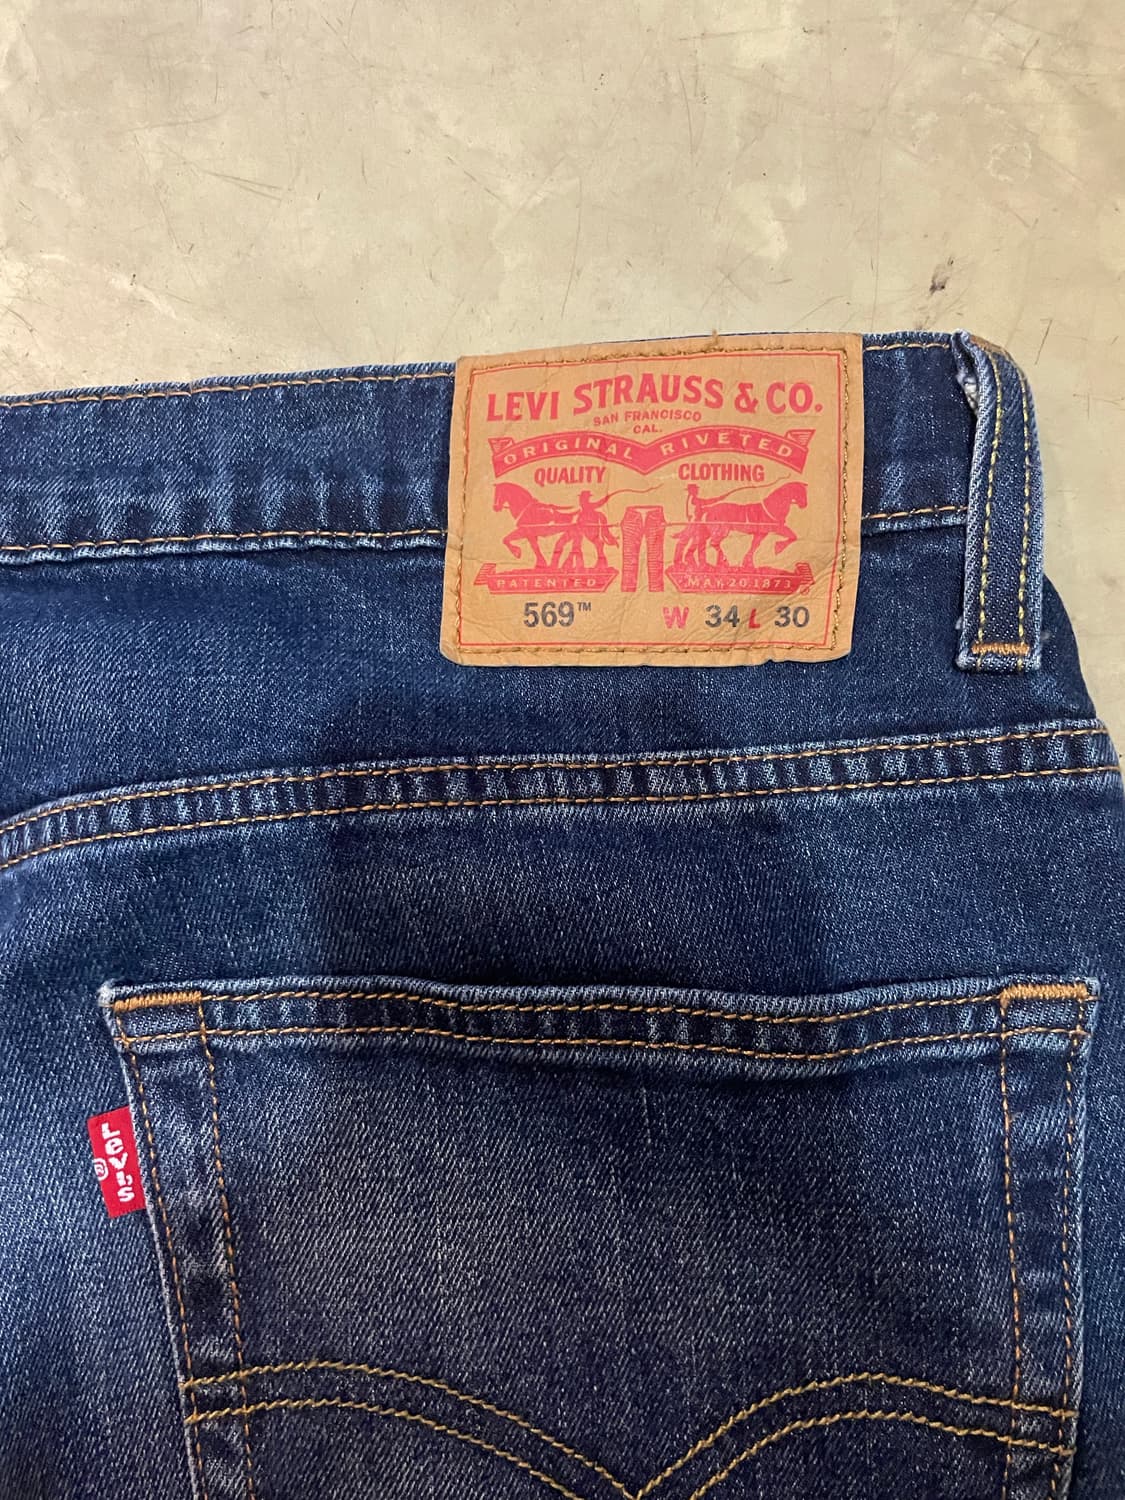 LEVI STRAUSS & CO.
SAN FRANCISCO
CAL.
ORIGINAL RIVETED
QUALITY CLOTHING
PATENTED MAY 20 1873 ®
569™ W 34 L 30
Levi's ®